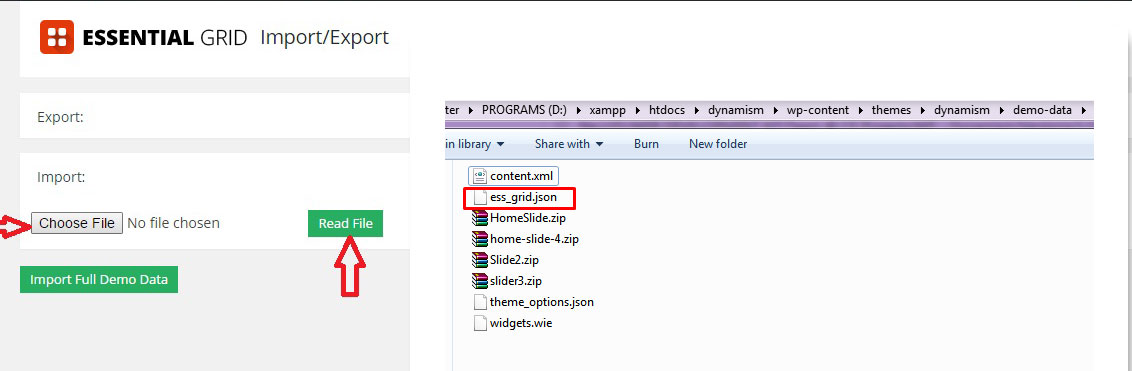 ESSENTIAL GRID Import/Export
Export:
Import:
Choose File No file chosen Read File
Import Full Demo Data
ter ▸ PROGRAMS (D:) ▸ xampp ▸ htdocs ▸ dynamism ▸ wp-content ▸ themes ▸ dynamism ▸ demo-data ▸
in library Share with Burn New folder
content.xml
ess_grid.json
HomeSlide.zip
home-slide-4.zip
Slide2.zip
slider3.zip
theme_options.json
widgets.wie